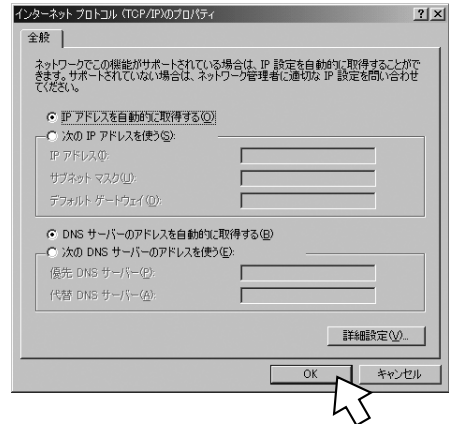 インターネット プロトコル (TCP/IP)のプロパティ
? ×
全般
ネットワークでこの機能がサポートされている場合は、IP 設定を自動的に取得することがで
きます。サポートされていない場合は、ネットワーク管理者に適切な IP 設定を問い合わせ
てください。
IP アドレスを自動的に取得する(O)
次の IP アドレスを使う(S):
IP アドレス(I):
サブネット マスク(U):
デフォルト ゲートウェイ(D):
DNS サーバーのアドレスを自動的に取得する(B)
次の DNS サーバーのアドレスを使う(E):
優先 DNS サーバー(P):
代替 DNS サーバー(A):
詳細設定(V)...
OK キャンセル